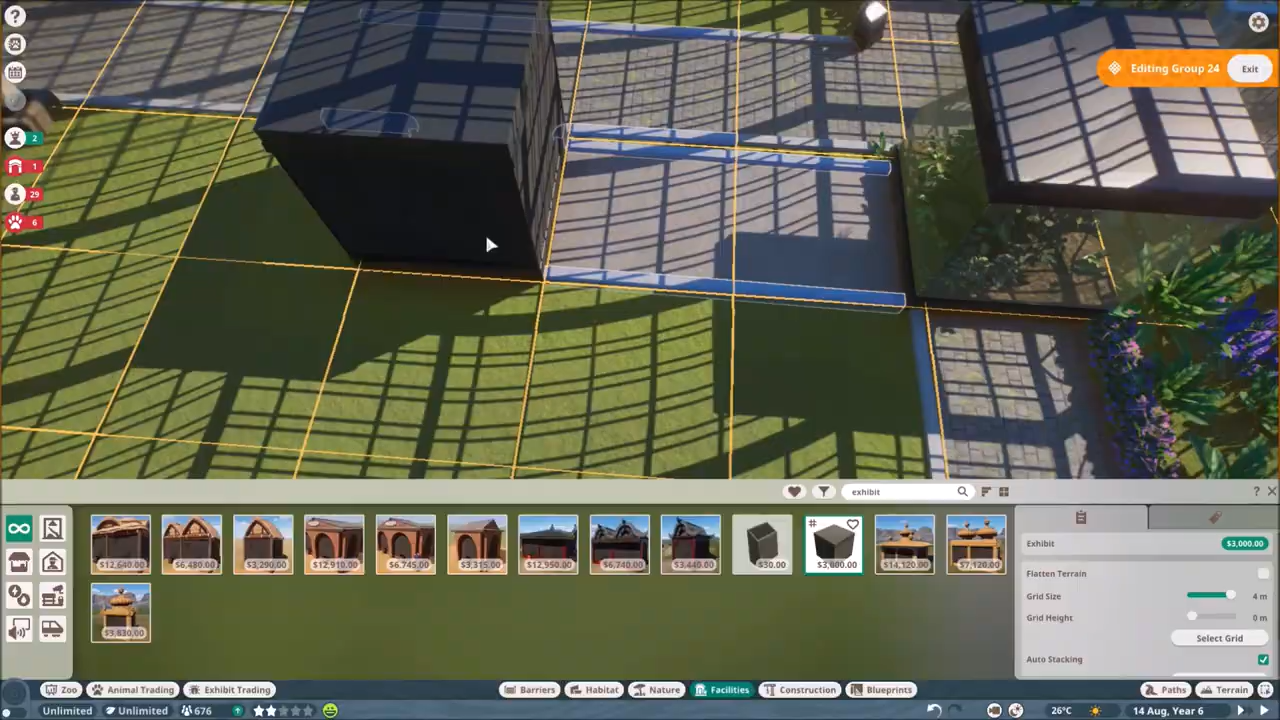 ?
Editing Group 24
Exit
2
1
29
6
exhibit
?
$12,640.00
$6,480.00
$3,290.00
$12,910.00
$6,745.00
$3,315.00
$12,950.00
$6,740.00
$3,440.00
$30.00
#
$3,000.00
$14,120.00
$7,120.00
$3,830.00
Exhibit
$3,000.00
Flatten Terrain
Grid Size
4 m
Grid Height
0 m
Select Grid
Auto Stacking
Zoo
Animal Trading
Exhibit Trading
Barriers
Habitat
Nature
Facilities
Construction
Blueprints
Paths
Terrain
Unlimited
Unlimited
676
26°C
14 Aug, Year 6